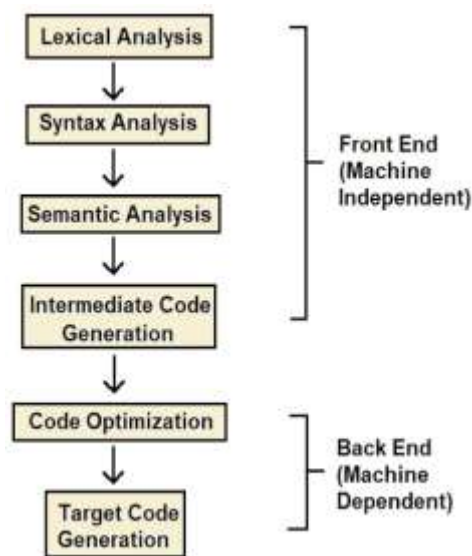 Lexical Analysis
Syntax Analysis
Semantic Analysis
Intermediate Code
Generation
Front End
(Machine
Independent)
Code Optimization
Target Code
Generation
Back End
(Machine
Dependent)